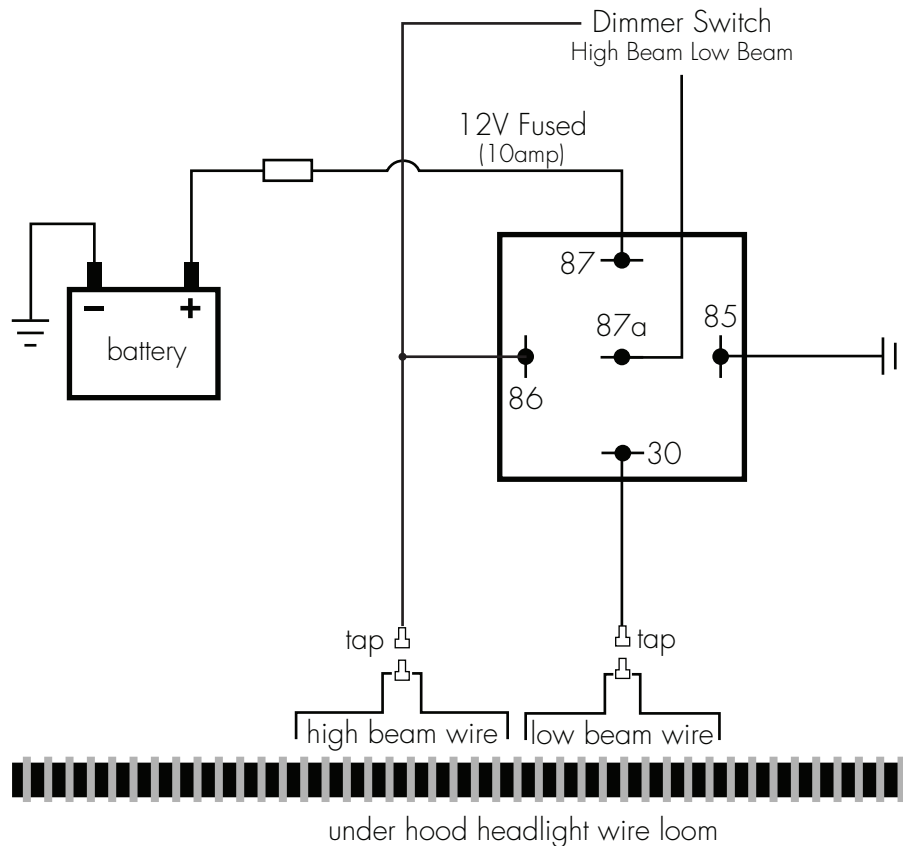 Dimmer Switch
High Beam Low Beam
12V Fused
(10amp)
87
87a
85
- +
battery
86
30
tap
tap
high beam wire
low beam wire
under hood headlight wire loom